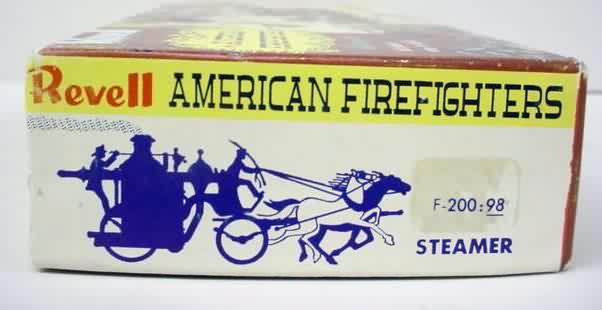 Revell AMERICAN FIREFIGHTERS
F-200:98
STEAMER